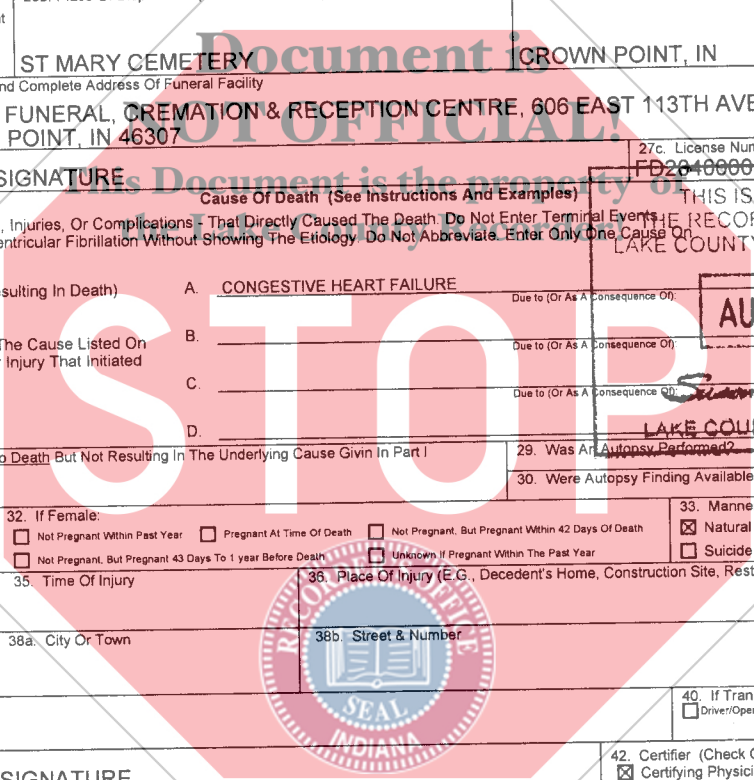 ST MARY CEMETERY
CROWN POINT, IN
nd Complete Address Of Funeral Facility
FUNERAL, CREMATION & RECEPTION CENTRE, 606 EAST 113TH AVE
POINT, IN 46307
Document is
NOT OFFICIAL!
This Document is the property of
the Lake County Recorder!
27c. License Num
SIGNATURE
Cause Of Death (See Instructions And Examples)
THIS IS
, Injuries, Or Complications - That Directly Caused The Death. Do Not Enter Terminal Events
THE RECOR
entricular Fibrillation Without Showing The Etiology. Do Not Abbreviate. Enter Only One Cause On
LAKE COUNTY
sulting In Death)
A. CONGESTIVE HEART FAILURE
Due to (Or As A Consequence Of):
AU
The Cause Listed On
r Injury That Initiated
B.
Due to (Or As A Consequence Of):
C.
Due to (Or As A Consequence Of):
D.
LAKE COU
STOP
o Death But Not Resulting In The Underlying Cause Givin In Part I
29. Was An Autopsy Performed?
30. Were Autopsy Finding Available
32. If Female:
Not Pregnant Within Past Year
Pregnant At Time Of Death
Not Pregnant, But Pregnant Within 42 Days Of Death
Not Pregnant, But Pregnant 43 Days To 1 year Before Death
Unknown If Pregnant Within The Past Year
33. Manne
Natural
Suicide
35. Time Of Injury
36. Place Of Injury (E.G., Decedent's Home, Construction Site, Rest
38a. City Or Town
38b. Street & Number
RECORDER'S OFFICE
SEAL
INDIANA
40. If Tran
Driver/Oper
42. Certifier (Check O
Certifying Physici
SIGNATURE